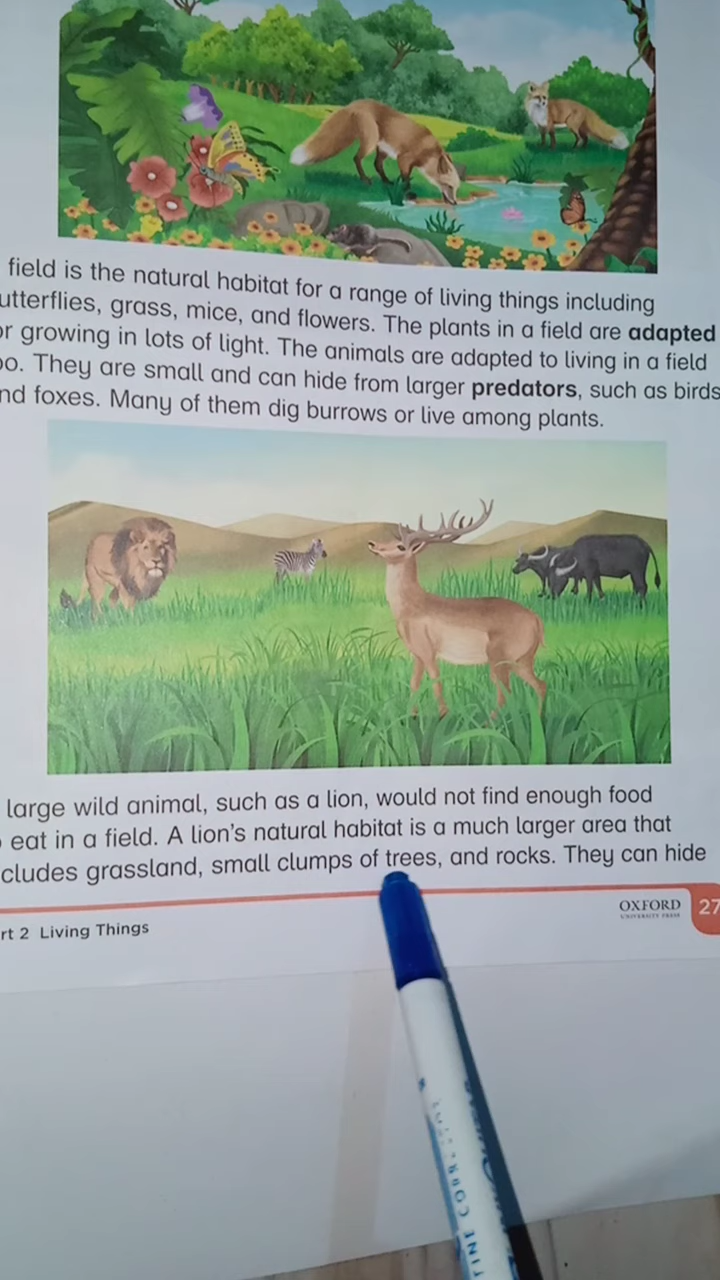 field is the natural habitat for a range of living things including
utterflies, grass, mice, and flowers. The plants in a field are adapted
or growing in lots of light. The animals are adapted to living in a field
oo. They are small and can hide from larger predators, such as birds
nd foxes. Many of them dig burrows or live among plants.
large wild animal, such as a lion, would not find enough food
eat in a field. A lion's natural habitat is a much larger area that
cludes grassland, small clumps of trees, and rocks. They can hide
rt 2 Living Things
OXFORD
UNIVERSITY PRESS
27